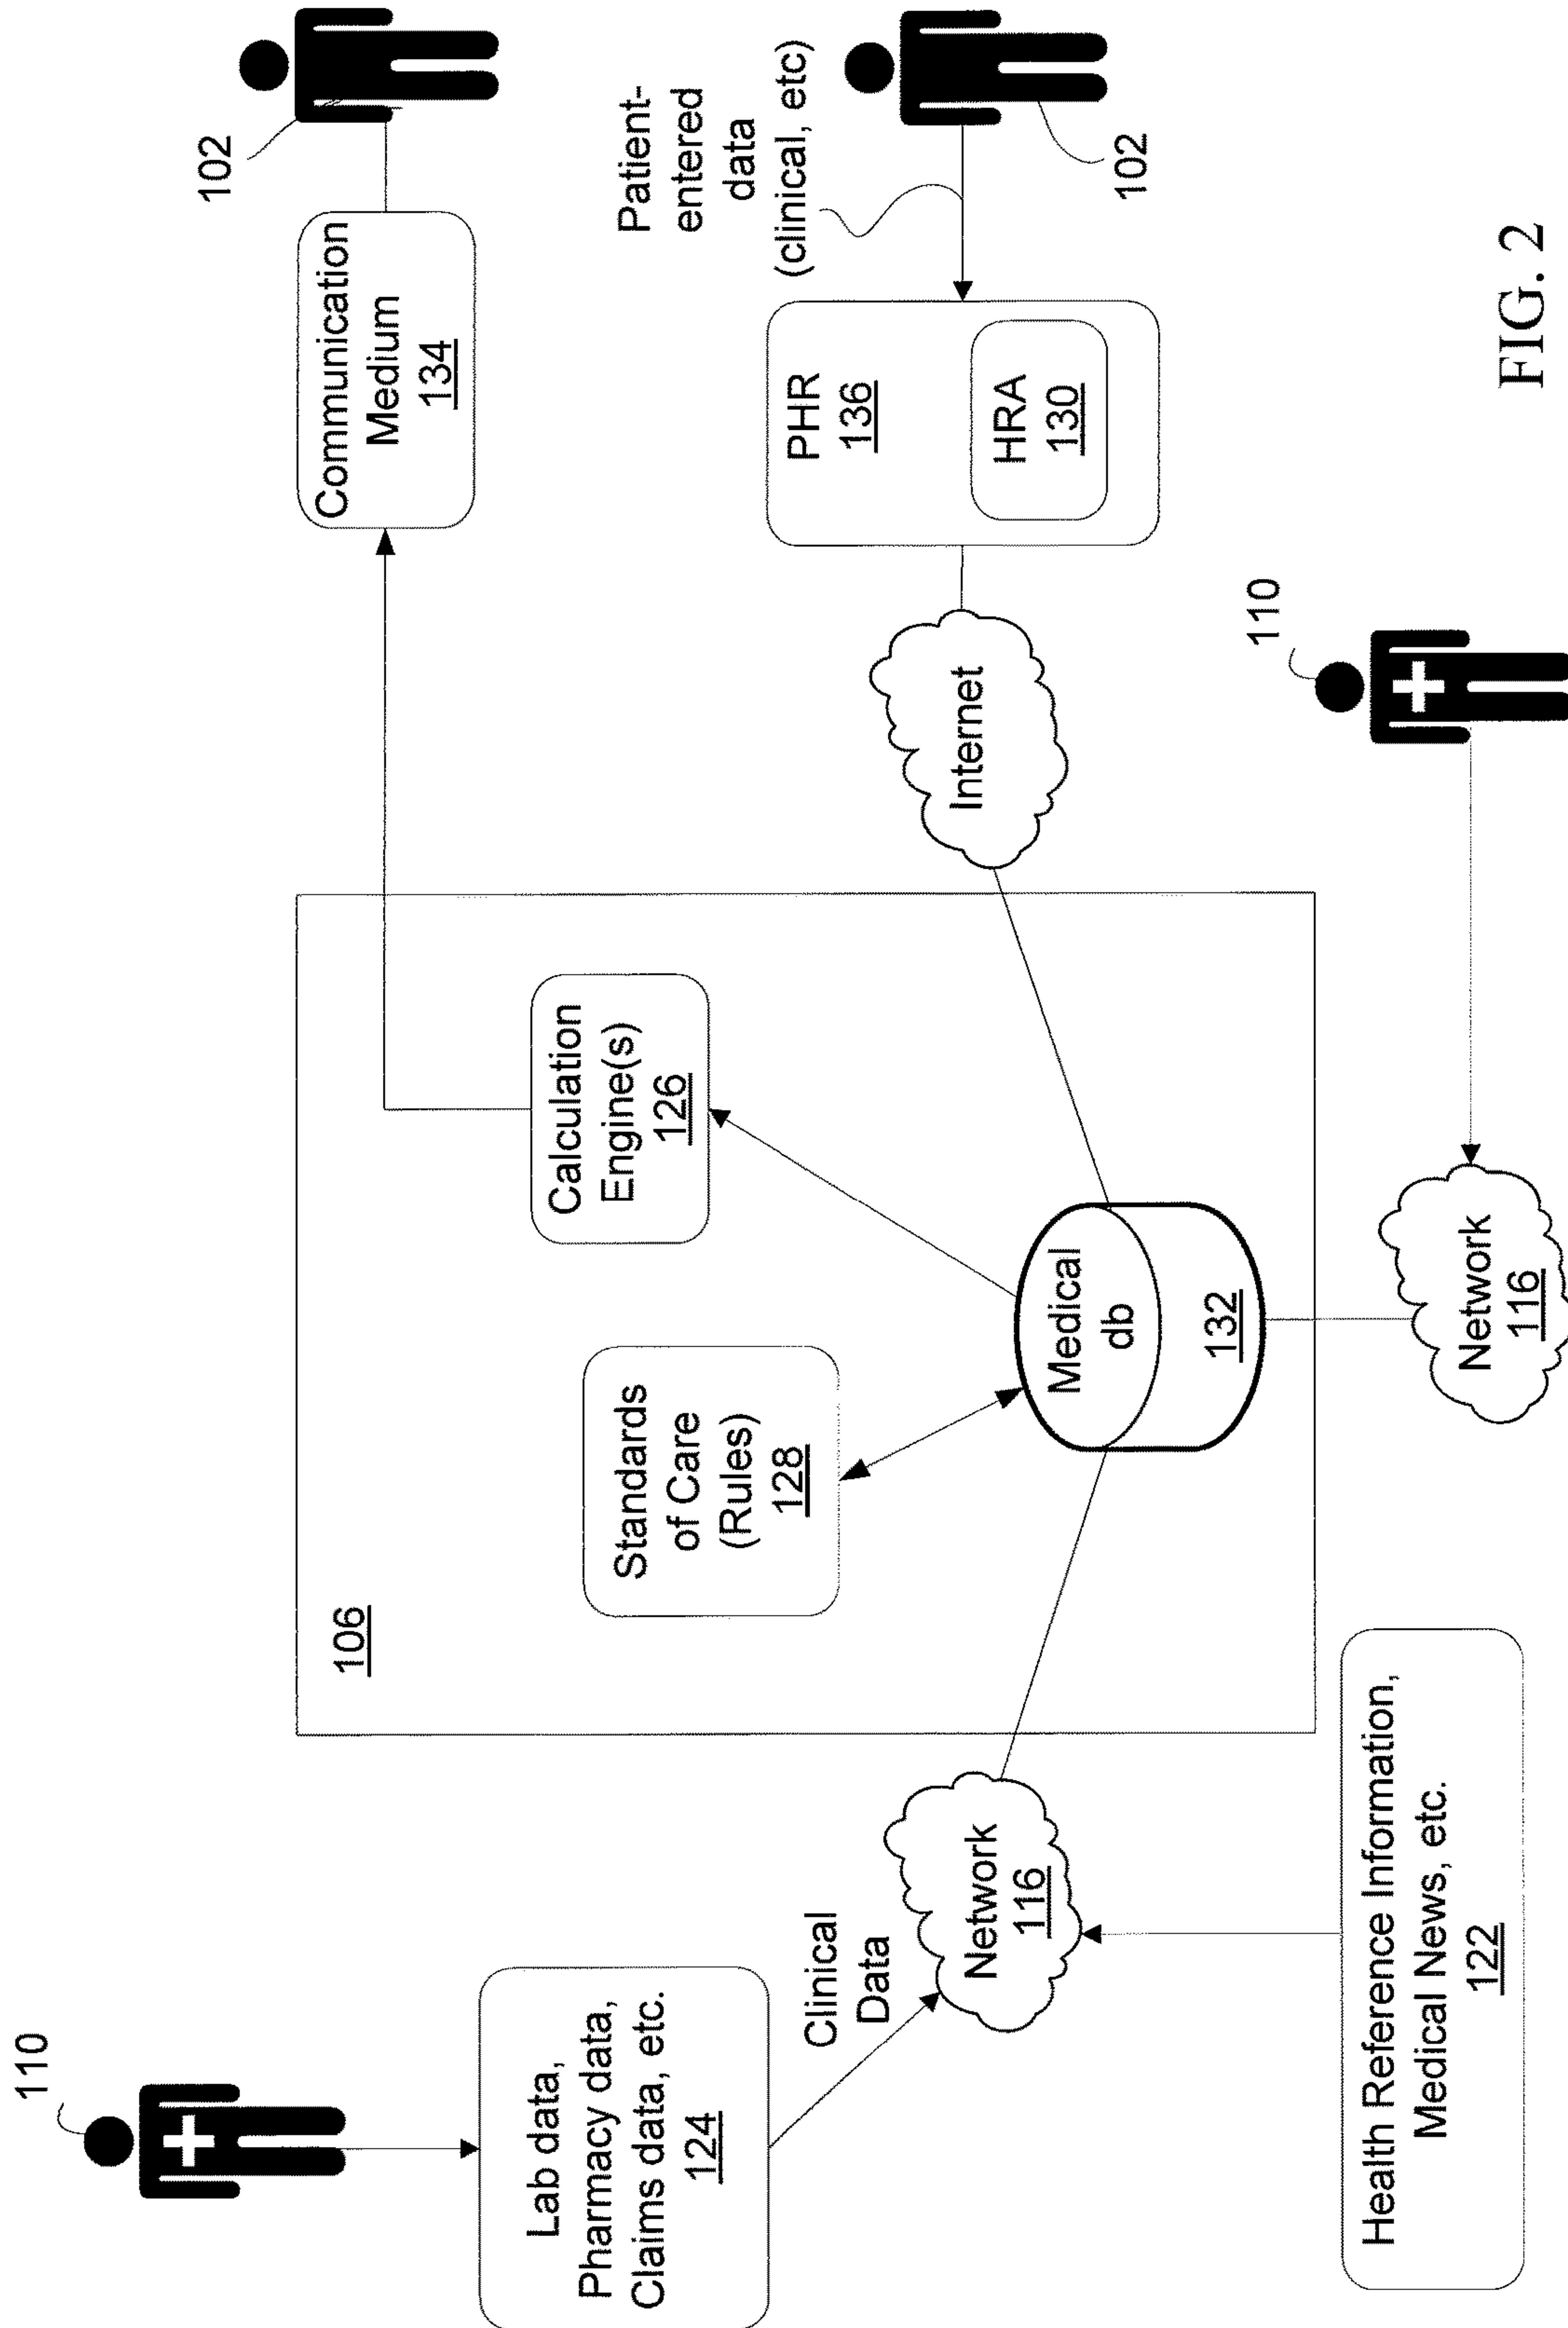 110
Lab data,
Pharmacy data,
Claims data, etc.
124
Clinical
Data
Network
116
Health Reference Information,
Medical News, etc.
122
106
Standards
of Care
(Rules)
128
Calculation
Engine(s)
126
Medical
db
132
Network
116
110
Internet
Communication
Medium
134
102
PHR
136
HRA
130
Patient-
entered
data
(clinical, etc)
102
FIG. 2